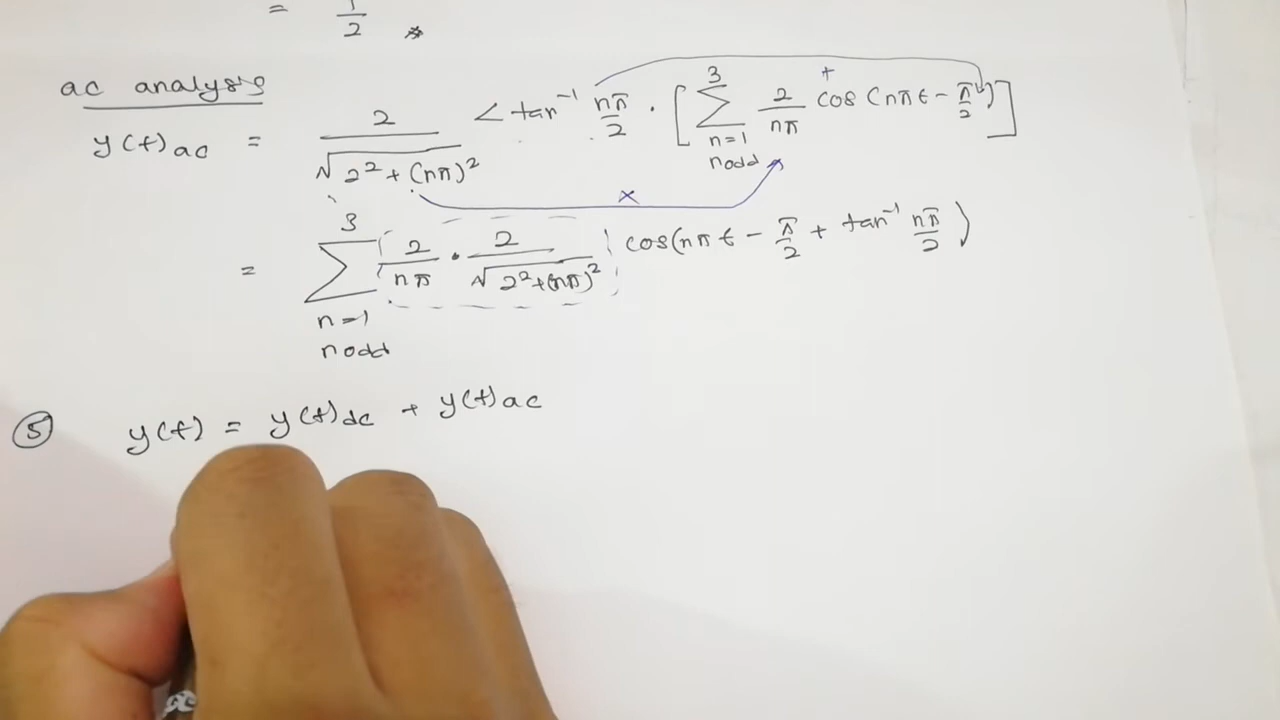 = 1/2 *
ac analysis
y(t)ac = 2/√(2² + (nπ)²) < tan⁻¹ nπ/2 · [ 3 Σ n=1 n odd 2/nπ cos (nπt − π/2) ]
+
×
= 3 Σ n=1 n odd 2/nπ · 2/√(2²+(nπ)²) cos(nπt − π/2 + tan⁻¹ nπ/2)
⑤ y(t) = y(t)dc + y(t)ac